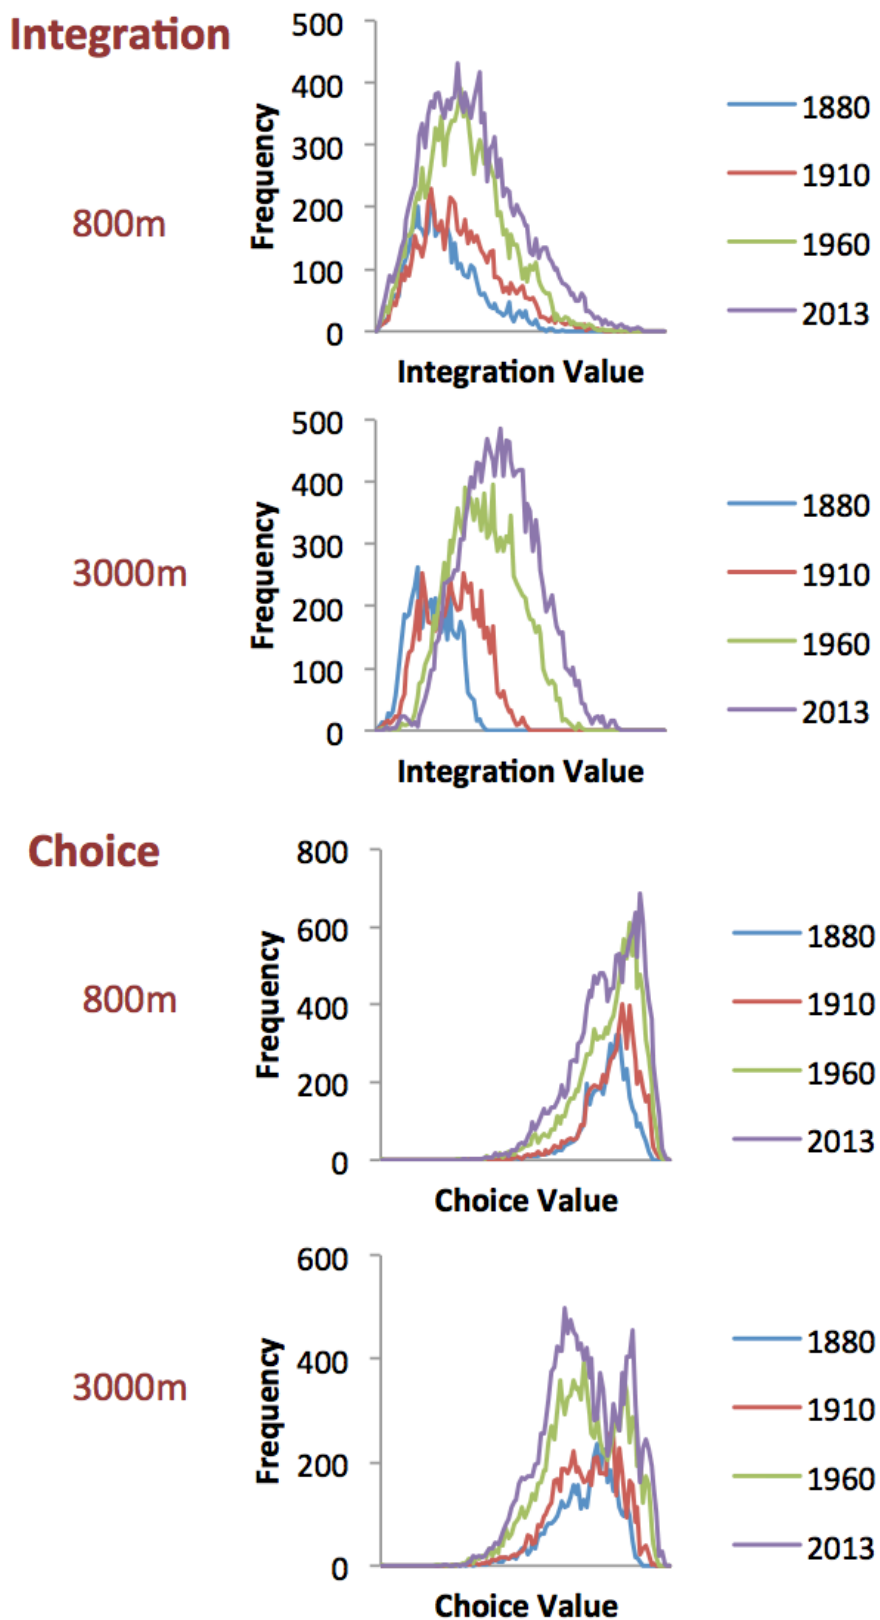 Integration
800m
Frequency
500
400
300
200
100
0
Integration Value
1880
1910
1960
2013
3000m
Frequency
500
400
300
200
100
0
Integration Value
1880
1910
1960
2013
Choice
800m
Frequency
800
600
400
200
0
Choice Value
1880
1910
1960
2013
3000m
Frequency
600
400
200
0
Choice Value
1880
1910
1960
2013